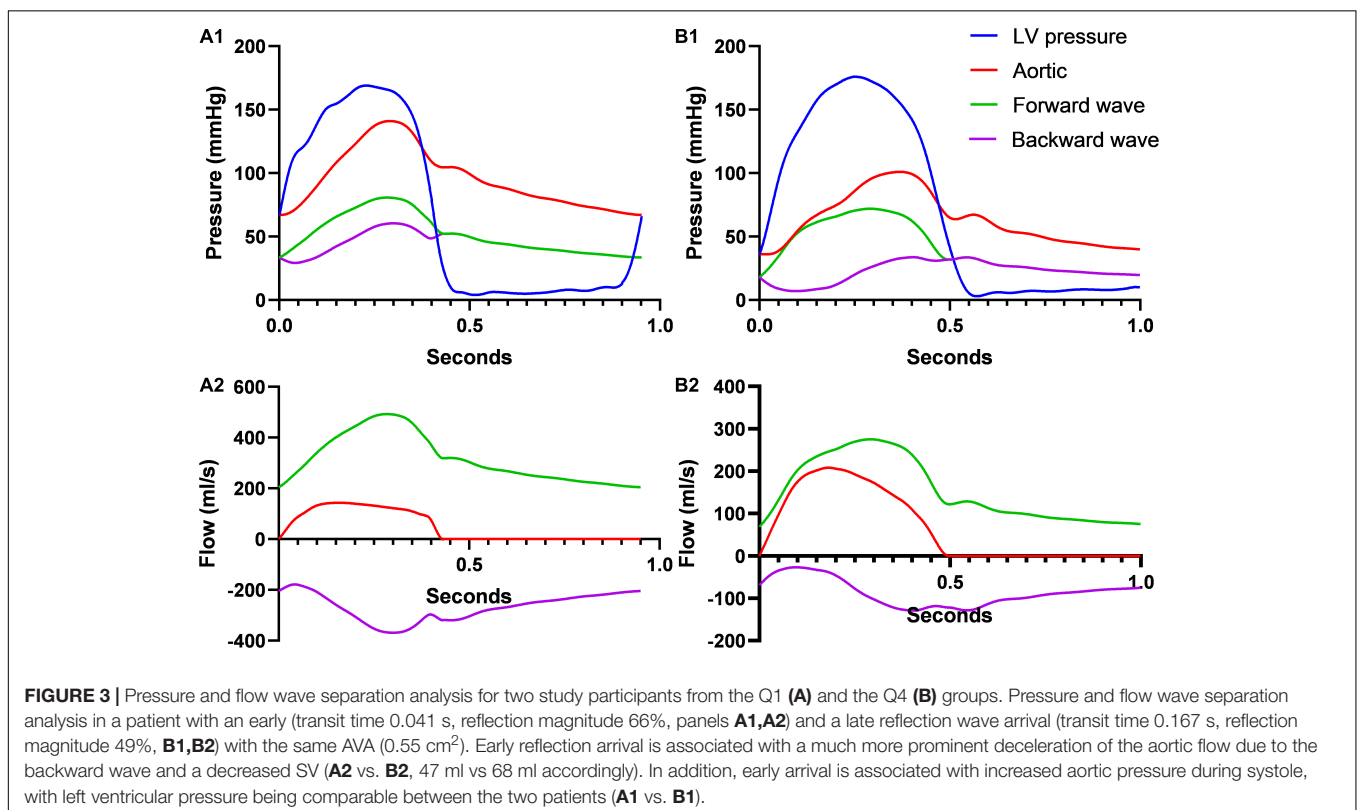 A1
200
150
100
50
0
Pressure (mmHg)
0.0
0.5
1.0
Seconds
B1
200
150
100
50
0
Pressure (mmHg)
0.0
0.5
1.0
Seconds
LV pressure
Aortic
Forward wave
Backward wave
A2
600
400
200
0
-200
-400
Flow (ml/s)
0.5
1.0
Seconds
B2
400
300
200
100
0
-100
-200
Flow (ml/s)
0.5
1.0
Seconds
FIGURE 3 | Pressure and flow wave separation analysis for two study participants from the Q1 (A) and the Q4 (B) groups. Pressure and flow wave separation
analysis in a patient with an early (transit time 0.041 s, reflection magnitude 66%, panels A1,A2) and a late reflection wave arrival (transit time 0.167 s, reflection
magnitude 49%, B1,B2) with the same AVA (0.55 cm²). Early reflection arrival is associated with a much more prominent deceleration of the aortic flow due to the
backward wave and a decreased SV (A2 vs. B2, 47 ml vs 68 ml accordingly). In addition, early arrival is associated with increased aortic pressure during systole,
with left ventricular pressure being comparable between the two patients (A1 vs. B1).